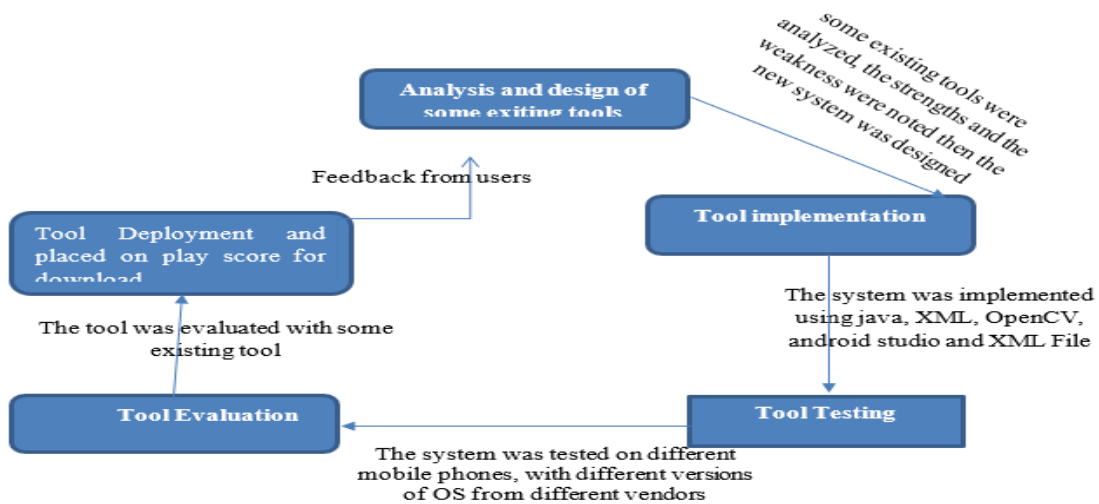 Analysis and design of
some exiting tools
some existing tools were
analyzed, the strengths and the
weakness were noted then the
new system was designed
Tool implementation
The system was implemented
using java, XML, OpenCV,
android studio and XML File
Tool Testing
The system was tested on different
mobile phones, with different versions
of OS from different vendors
Tool Evaluation
The tool was evaluated with some
existing tool
Tool Deployment and
placed on play score for
download
Feedback from users